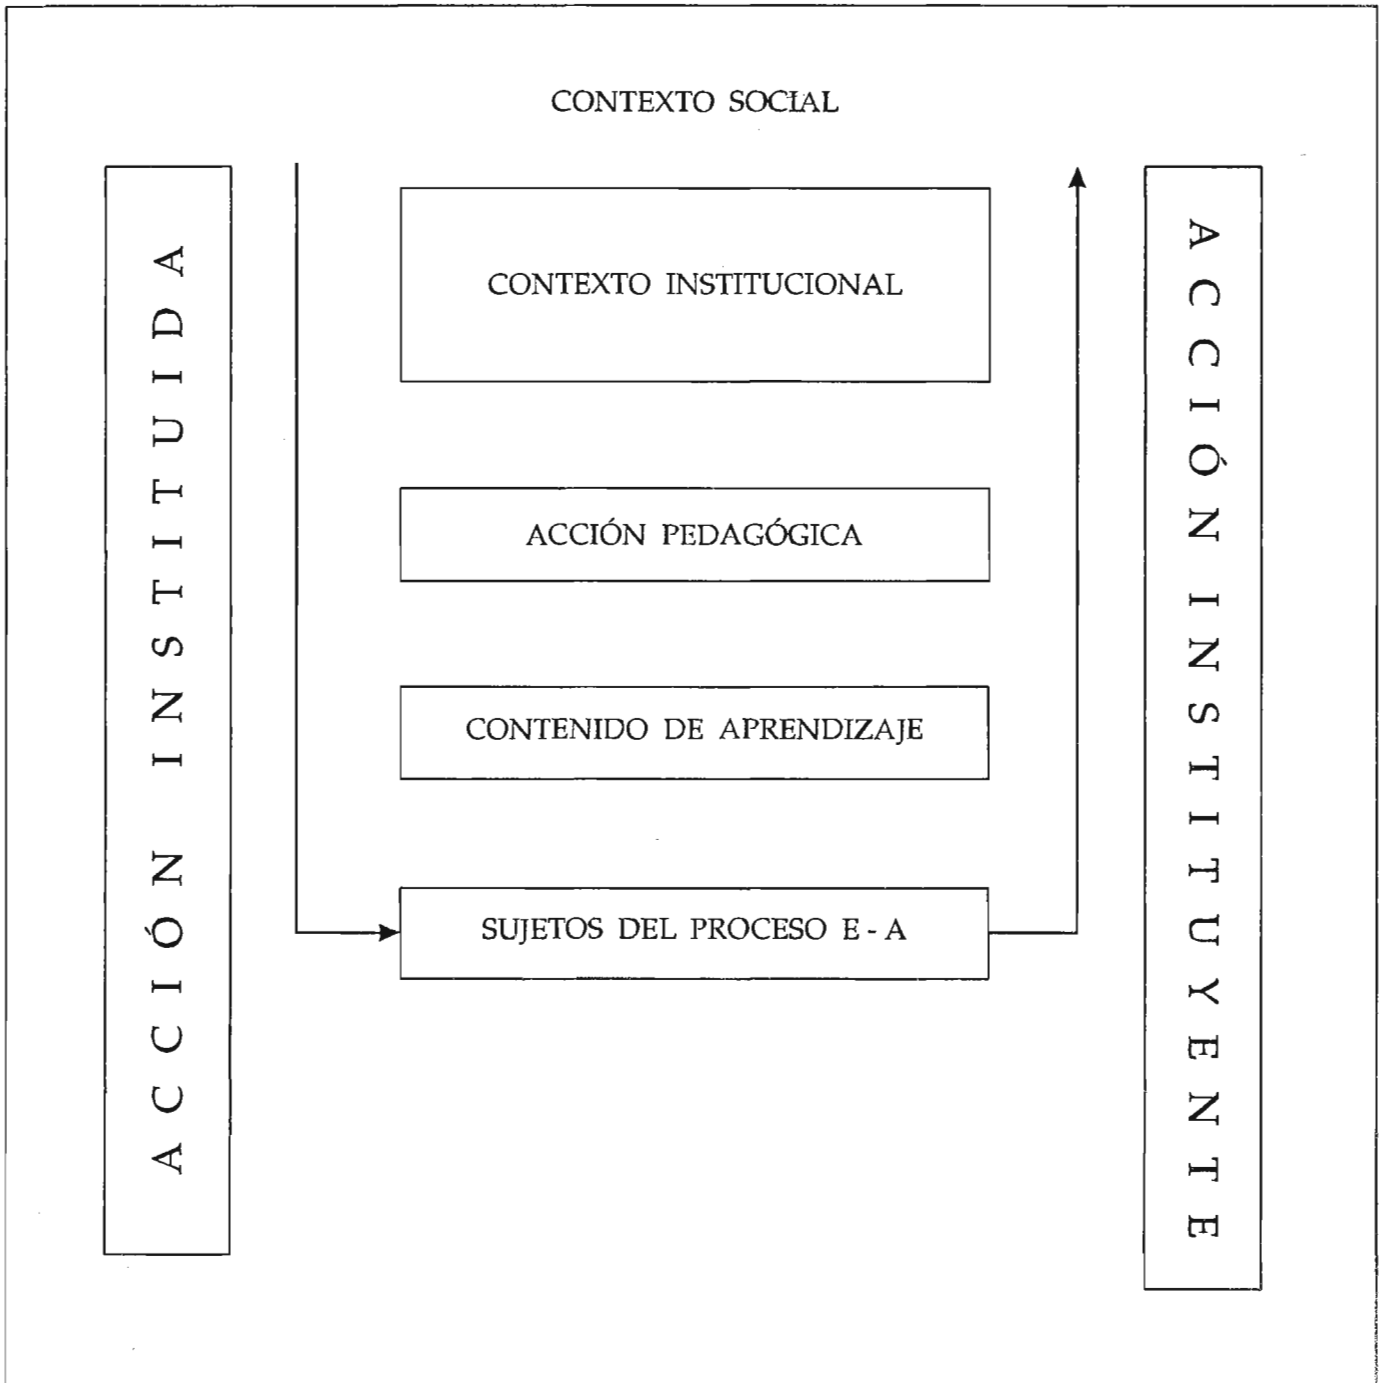 CONTEXTO SOCIAL
ACCIÓN INSTITUIDA
CONTEXTO INSTITUCIONAL
ACCIÓN PEDAGÓGICA
CONTENIDO DE APRENDIZAJE
SUJETOS DEL PROCESO E - A
ACCIÓN INSTITUYENTE